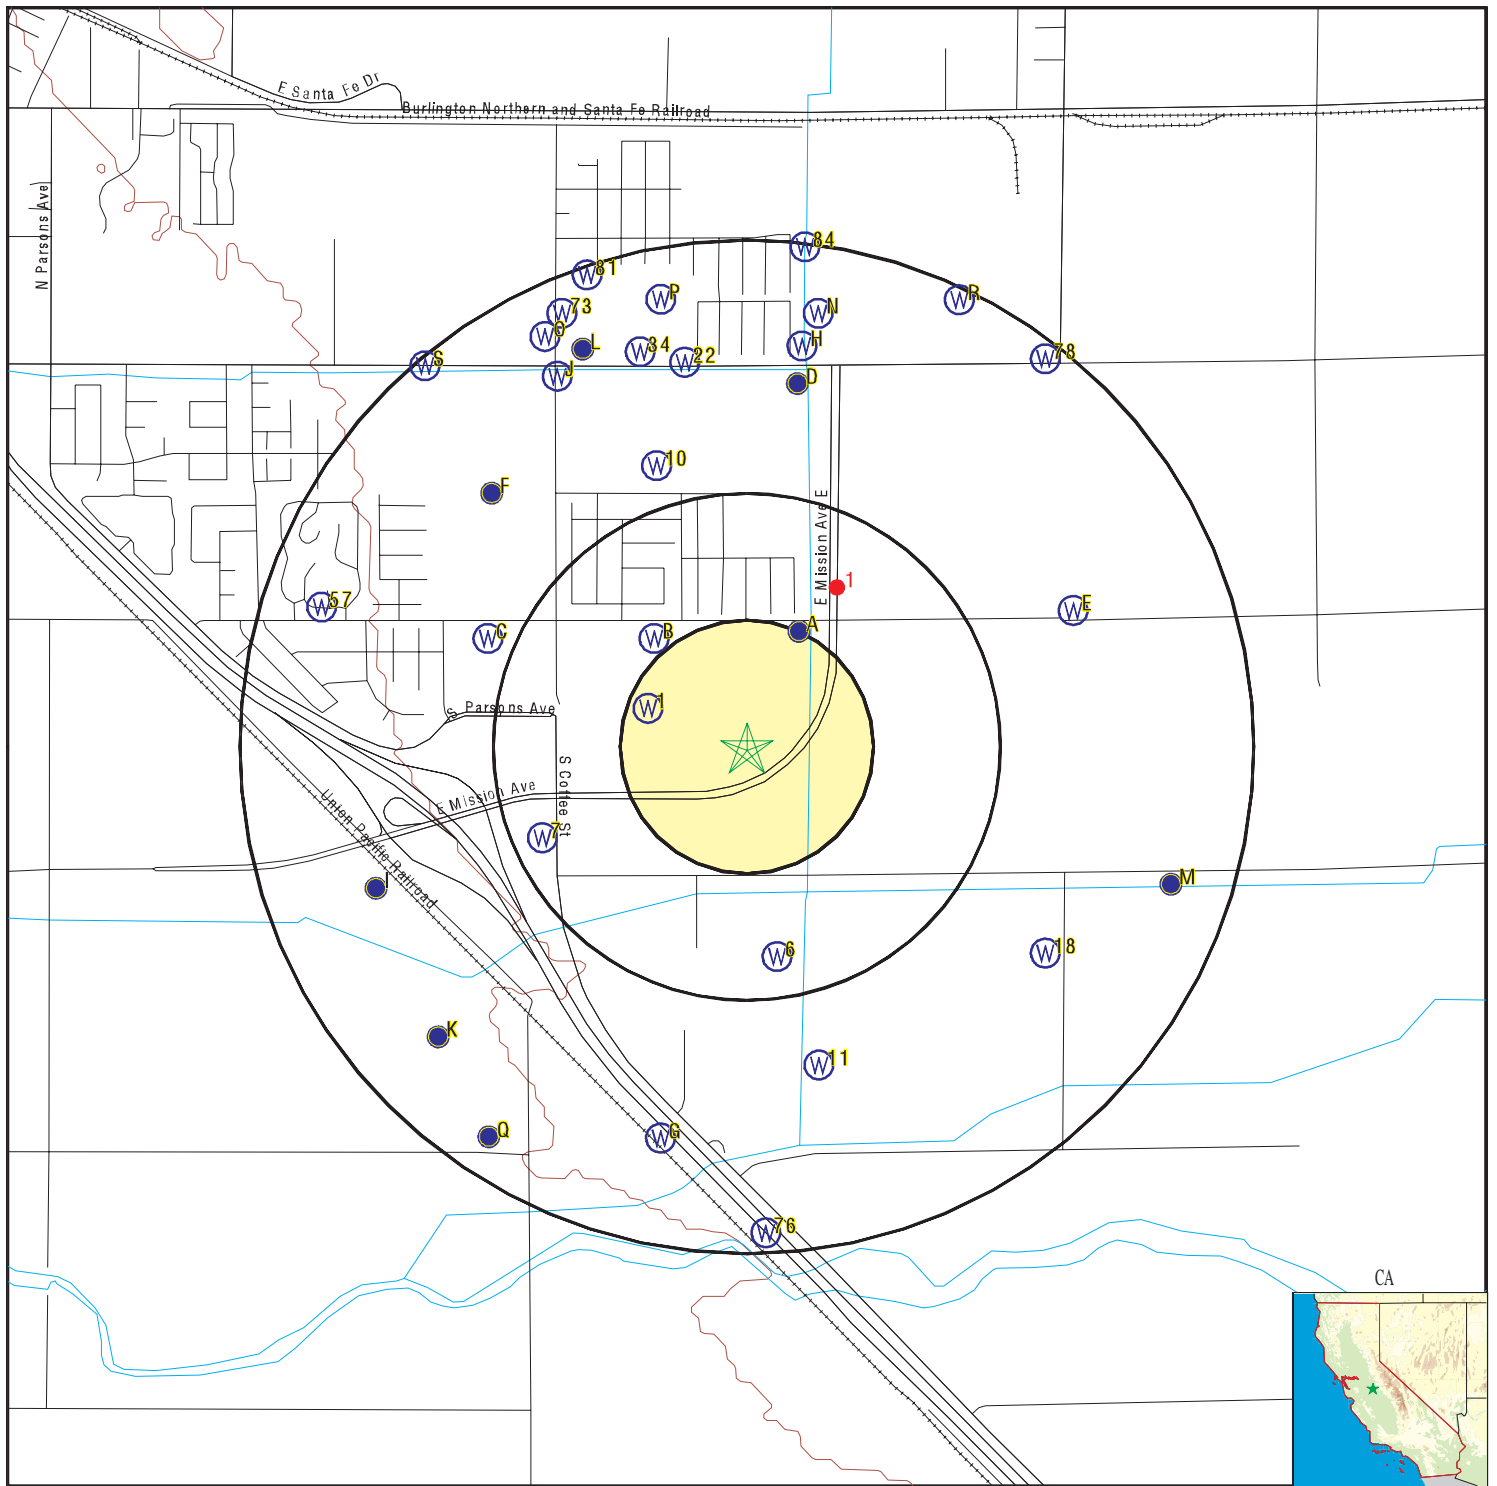 E Santa Fe Dr
Burlington Northern and Santa Fe Railroad
N Parsons Ave
W 84
W 81
W P
W R
W 73
W N
W O
L
W 34
W H
W 22
W 78
W S
W J
D
W 10
F
E Mission Ave E
1
W 57
W E
W C
W B
A
W 1
S Parsons Ave
S Coffee St
E Mission Ave
Union Pacific Railroad
W 7
I
M
W 6
W 18
K
W 11
Q
W G
W 76
CA